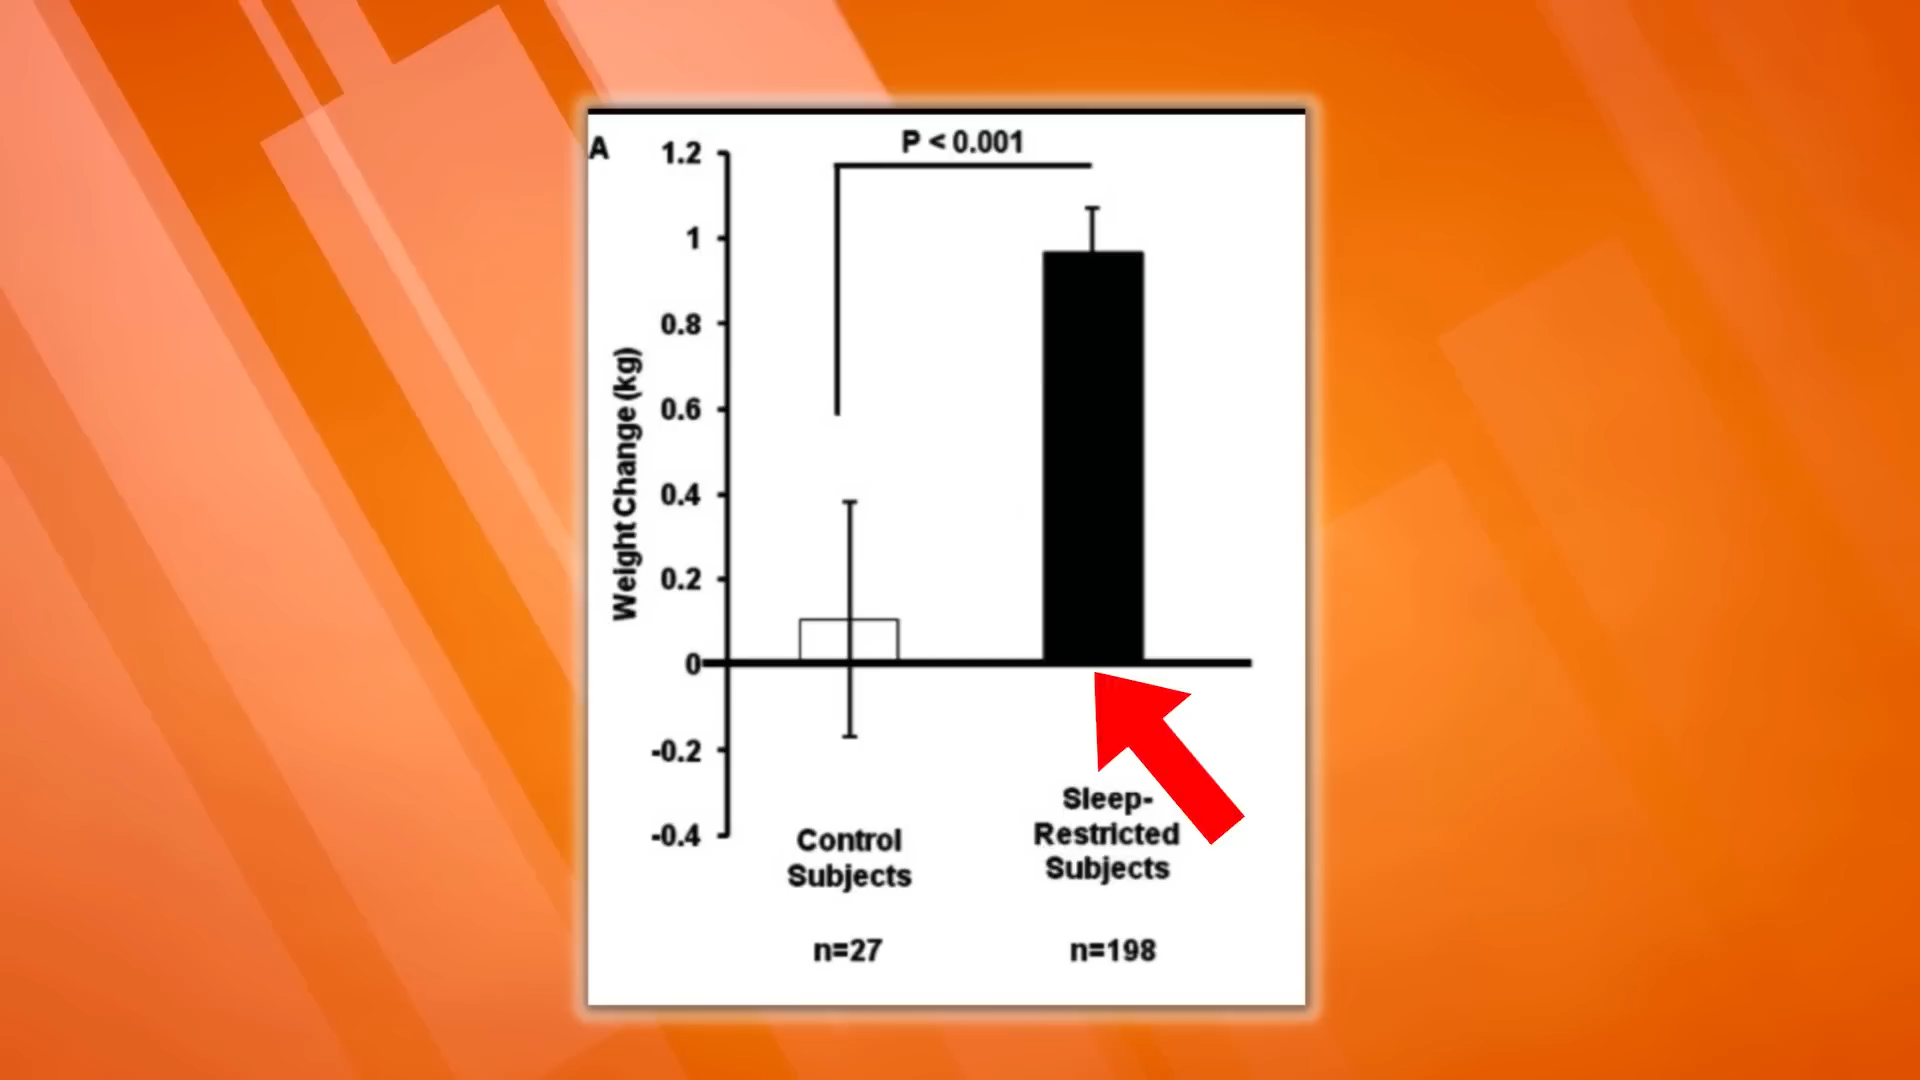 A
P < 0.001
1.2
1
0.8
0.6
0.4
0.2
0
-0.2
-0.4
Weight Change (kg)
Control
Subjects
n=27
Sleep-
Restricted
Subjects
n=198